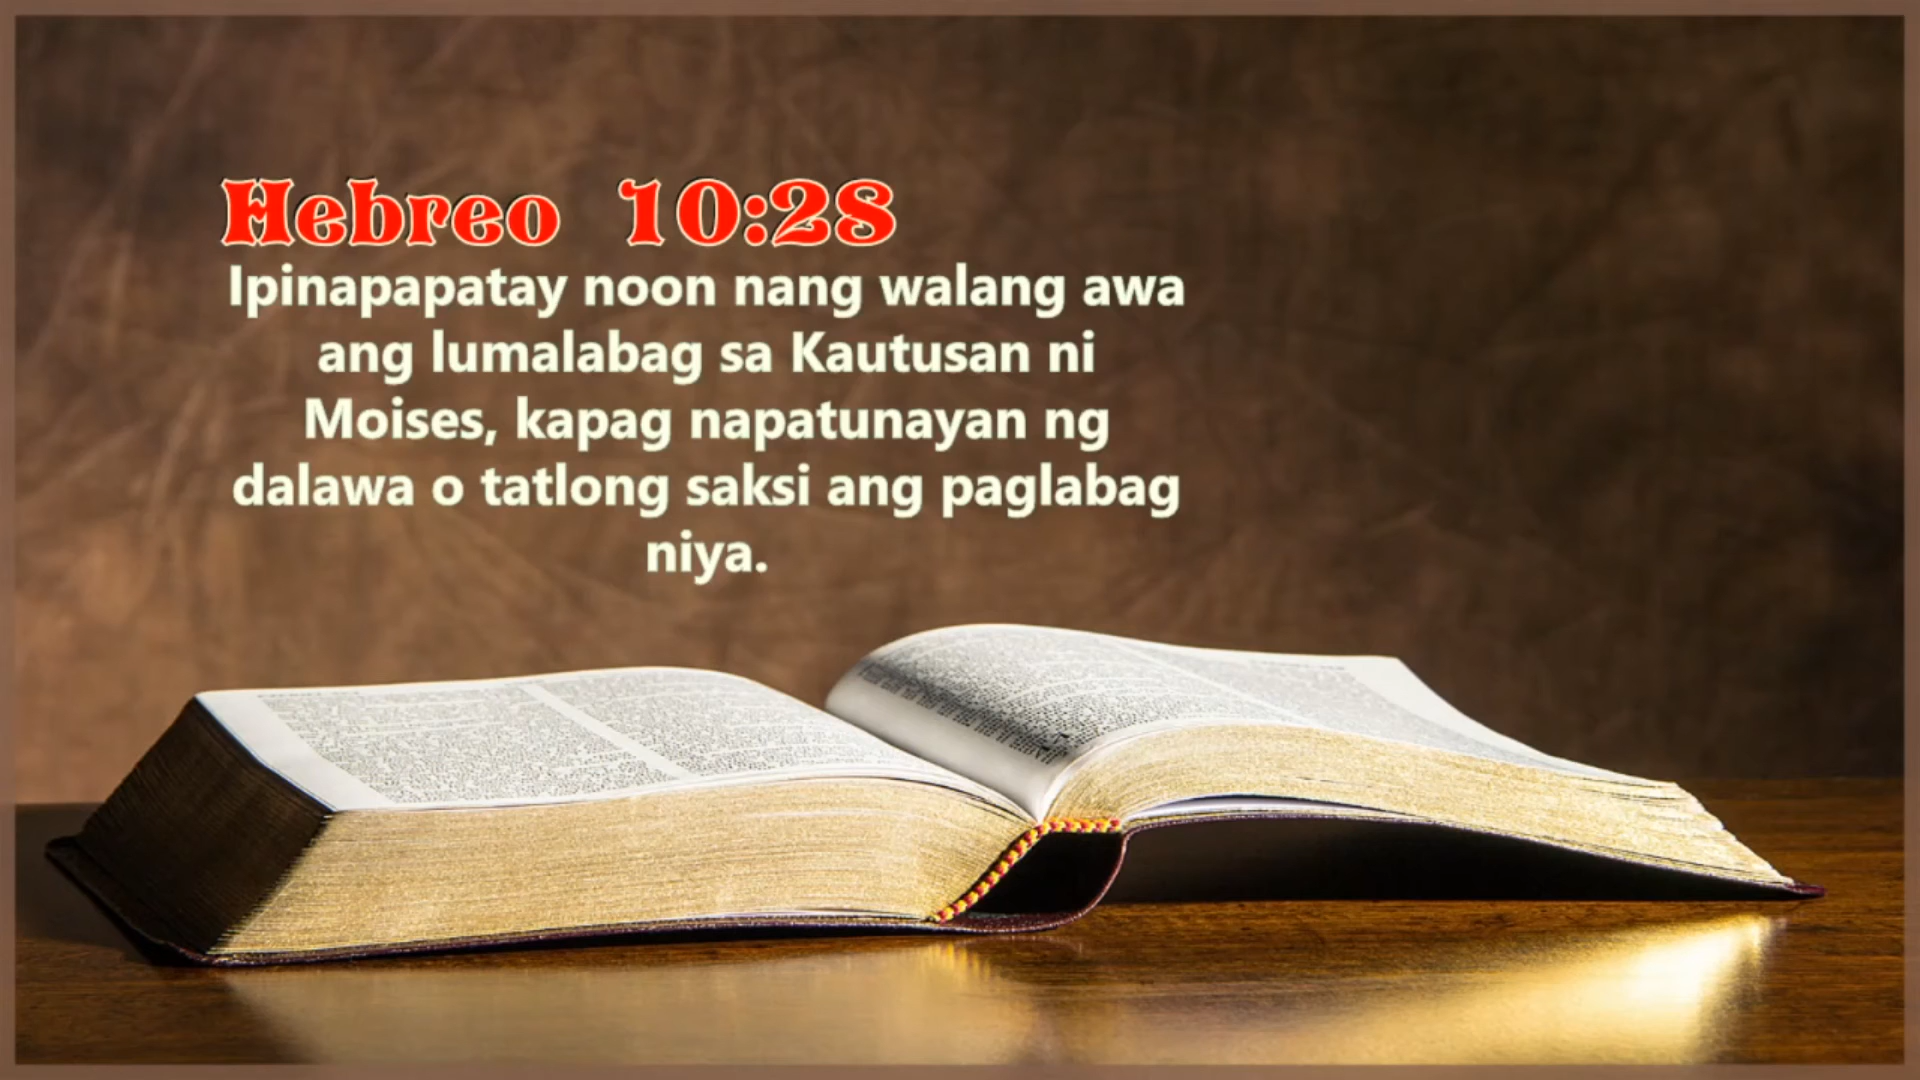 Hebreo 10:28
Ipinapapatay noon nang walang awa
ang lumalabag sa Kautusan ni
Moises, kapag napatunayan ng
dalawa o tatlong saksi ang paglabag
niya.